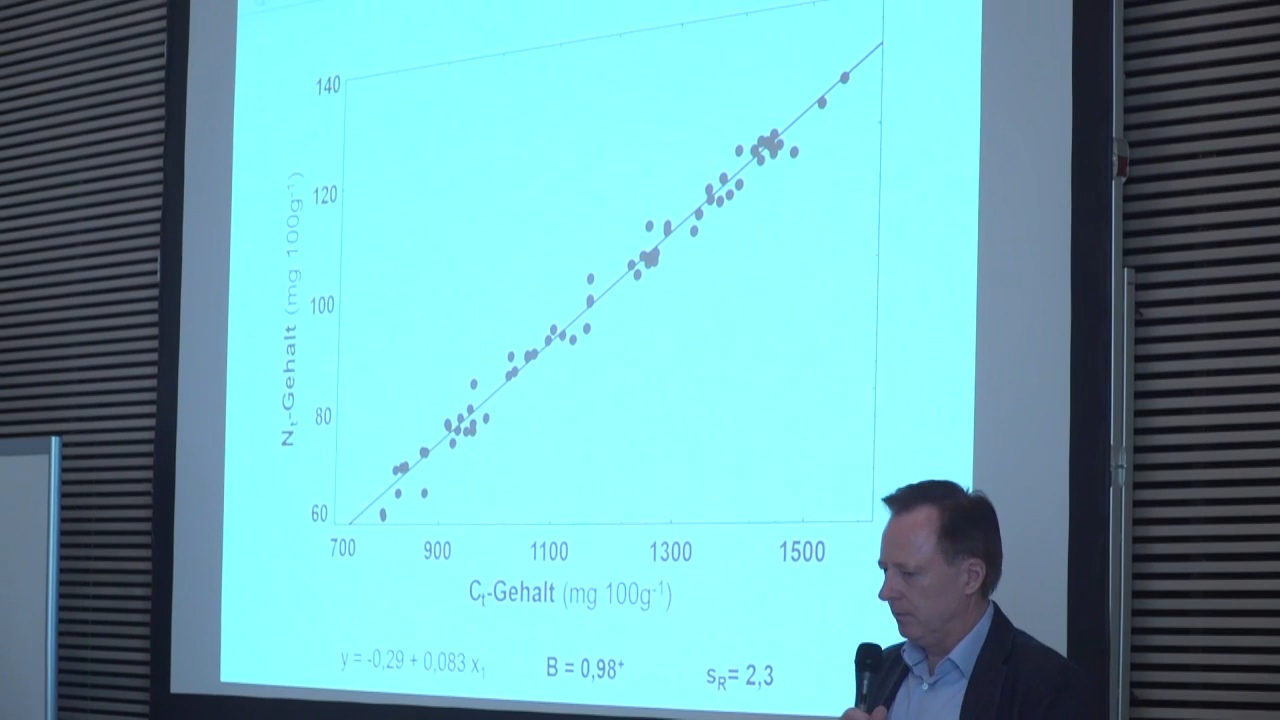 140
120
100
80
60
Nt-Gehalt (mg 100g-1)
700 900 1100 1300 1500
Ct-Gehalt (mg 100g-1)
y = -0,29 + 0,083 x1 B = 0,98+ sR= 2,3